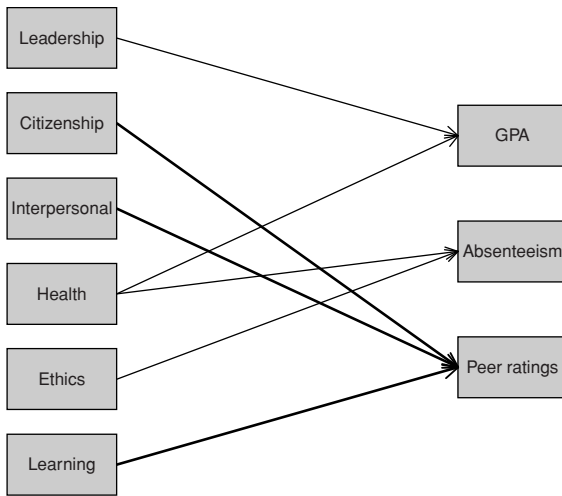 Leadership
Citizenship
Interpersonal
Health
Ethics
Learning
GPA
Absenteeism
Peer ratings